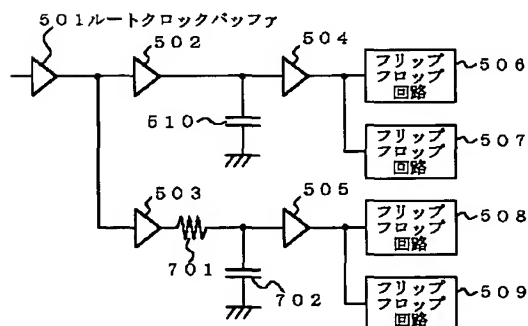 501ルートクロックバッファ
502
504
フリップ
フロップ
回路
506
510
フリップ
フロップ
回路
507
503
505
フリップ
フロップ
回路
508
701
702
フリップ
フロップ
回路
509